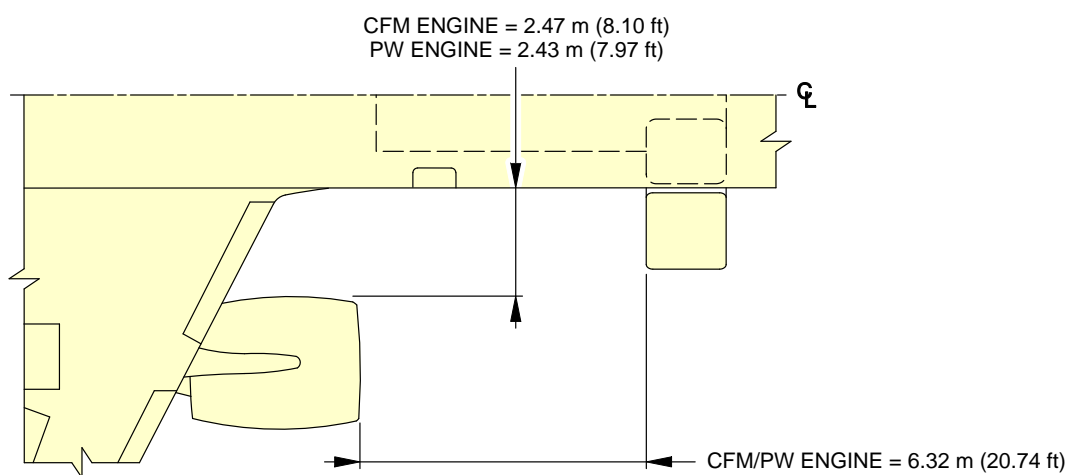 CFM ENGINE = 2.47 m (8.10 ft)
PW ENGINE = 2.43 m (7.97 ft)
℄
CFM/PW ENGINE = 6.32 m (20.74 ft)